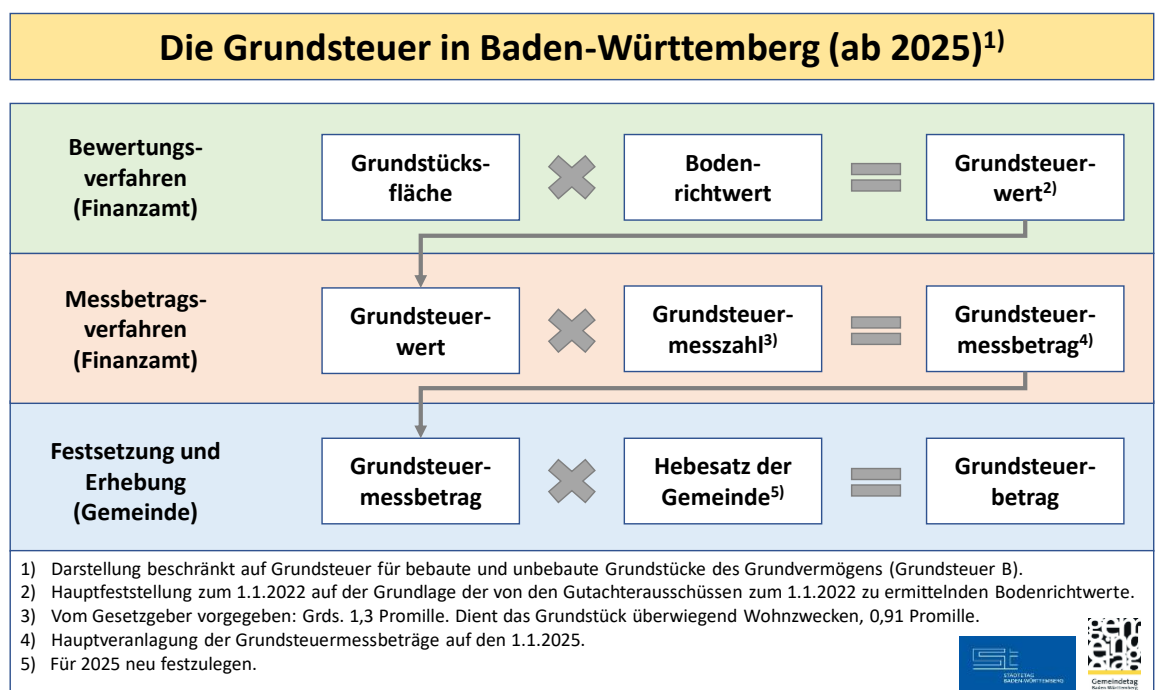 Die Grundsteuer in Baden-Württemberg (ab 2025)1)
Bewertungs-
verfahren
(Finanzamt)
Grundstücks-
fläche
Boden-
richtwert
Grundsteuer-
wert2)
Messbetrags-
verfahren
(Finanzamt)
Grundsteuer-
wert
Grundsteuer-
messzahl3)
Grundsteuer-
messbetrag4)
Festsetzung und
Erhebung
(Gemeinde)
Grundsteuer-
messbetrag
Hebesatz der
Gemeinde5)
Grundsteuer-
betrag
1) Darstellung beschränkt auf Grundsteuer für bebaute und unbebaute Grundstücke des Grundvermögens (Grundsteuer B).
2) Hauptfeststellung zum 1.1.2022 auf der Grundlage der von den Gutachterausschüssen zum 1.1.2022 zu ermittelnden Bodenrichtwerte.
3) Vom Gesetzgeber vorgegeben: Grds. 1,3 Promille. Dient das Grundstück überwiegend Wohnzwecken, 0,91 Promille.
4) Hauptveranlagung der Grundsteuermessbeträge auf den 1.1.2025.
5) Für 2025 neu festzulegen.
STÄDTETAG
BADEN-WÜRTTEMBERG
gemeindetag
Gemeindetag
Baden-Württemberg